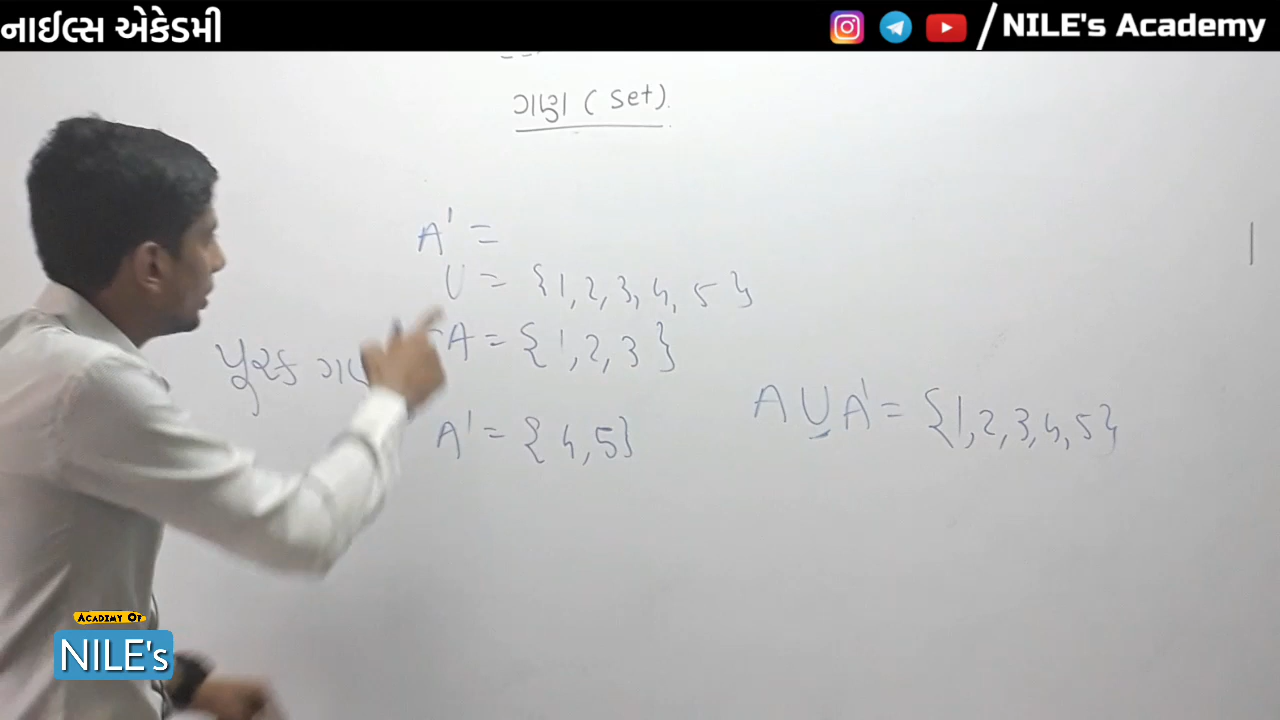 નાઈલ્સ એકેડમી
/NILE's Academy
ગણ (Set).
A' =
U = {1, 2, 3, 4, 5}
A = {1, 2, 3}
પૂરક
A ∪ A' = {1, 2, 3, 4, 5}
A' = {4, 5}
ACADEMY OF
NILE's